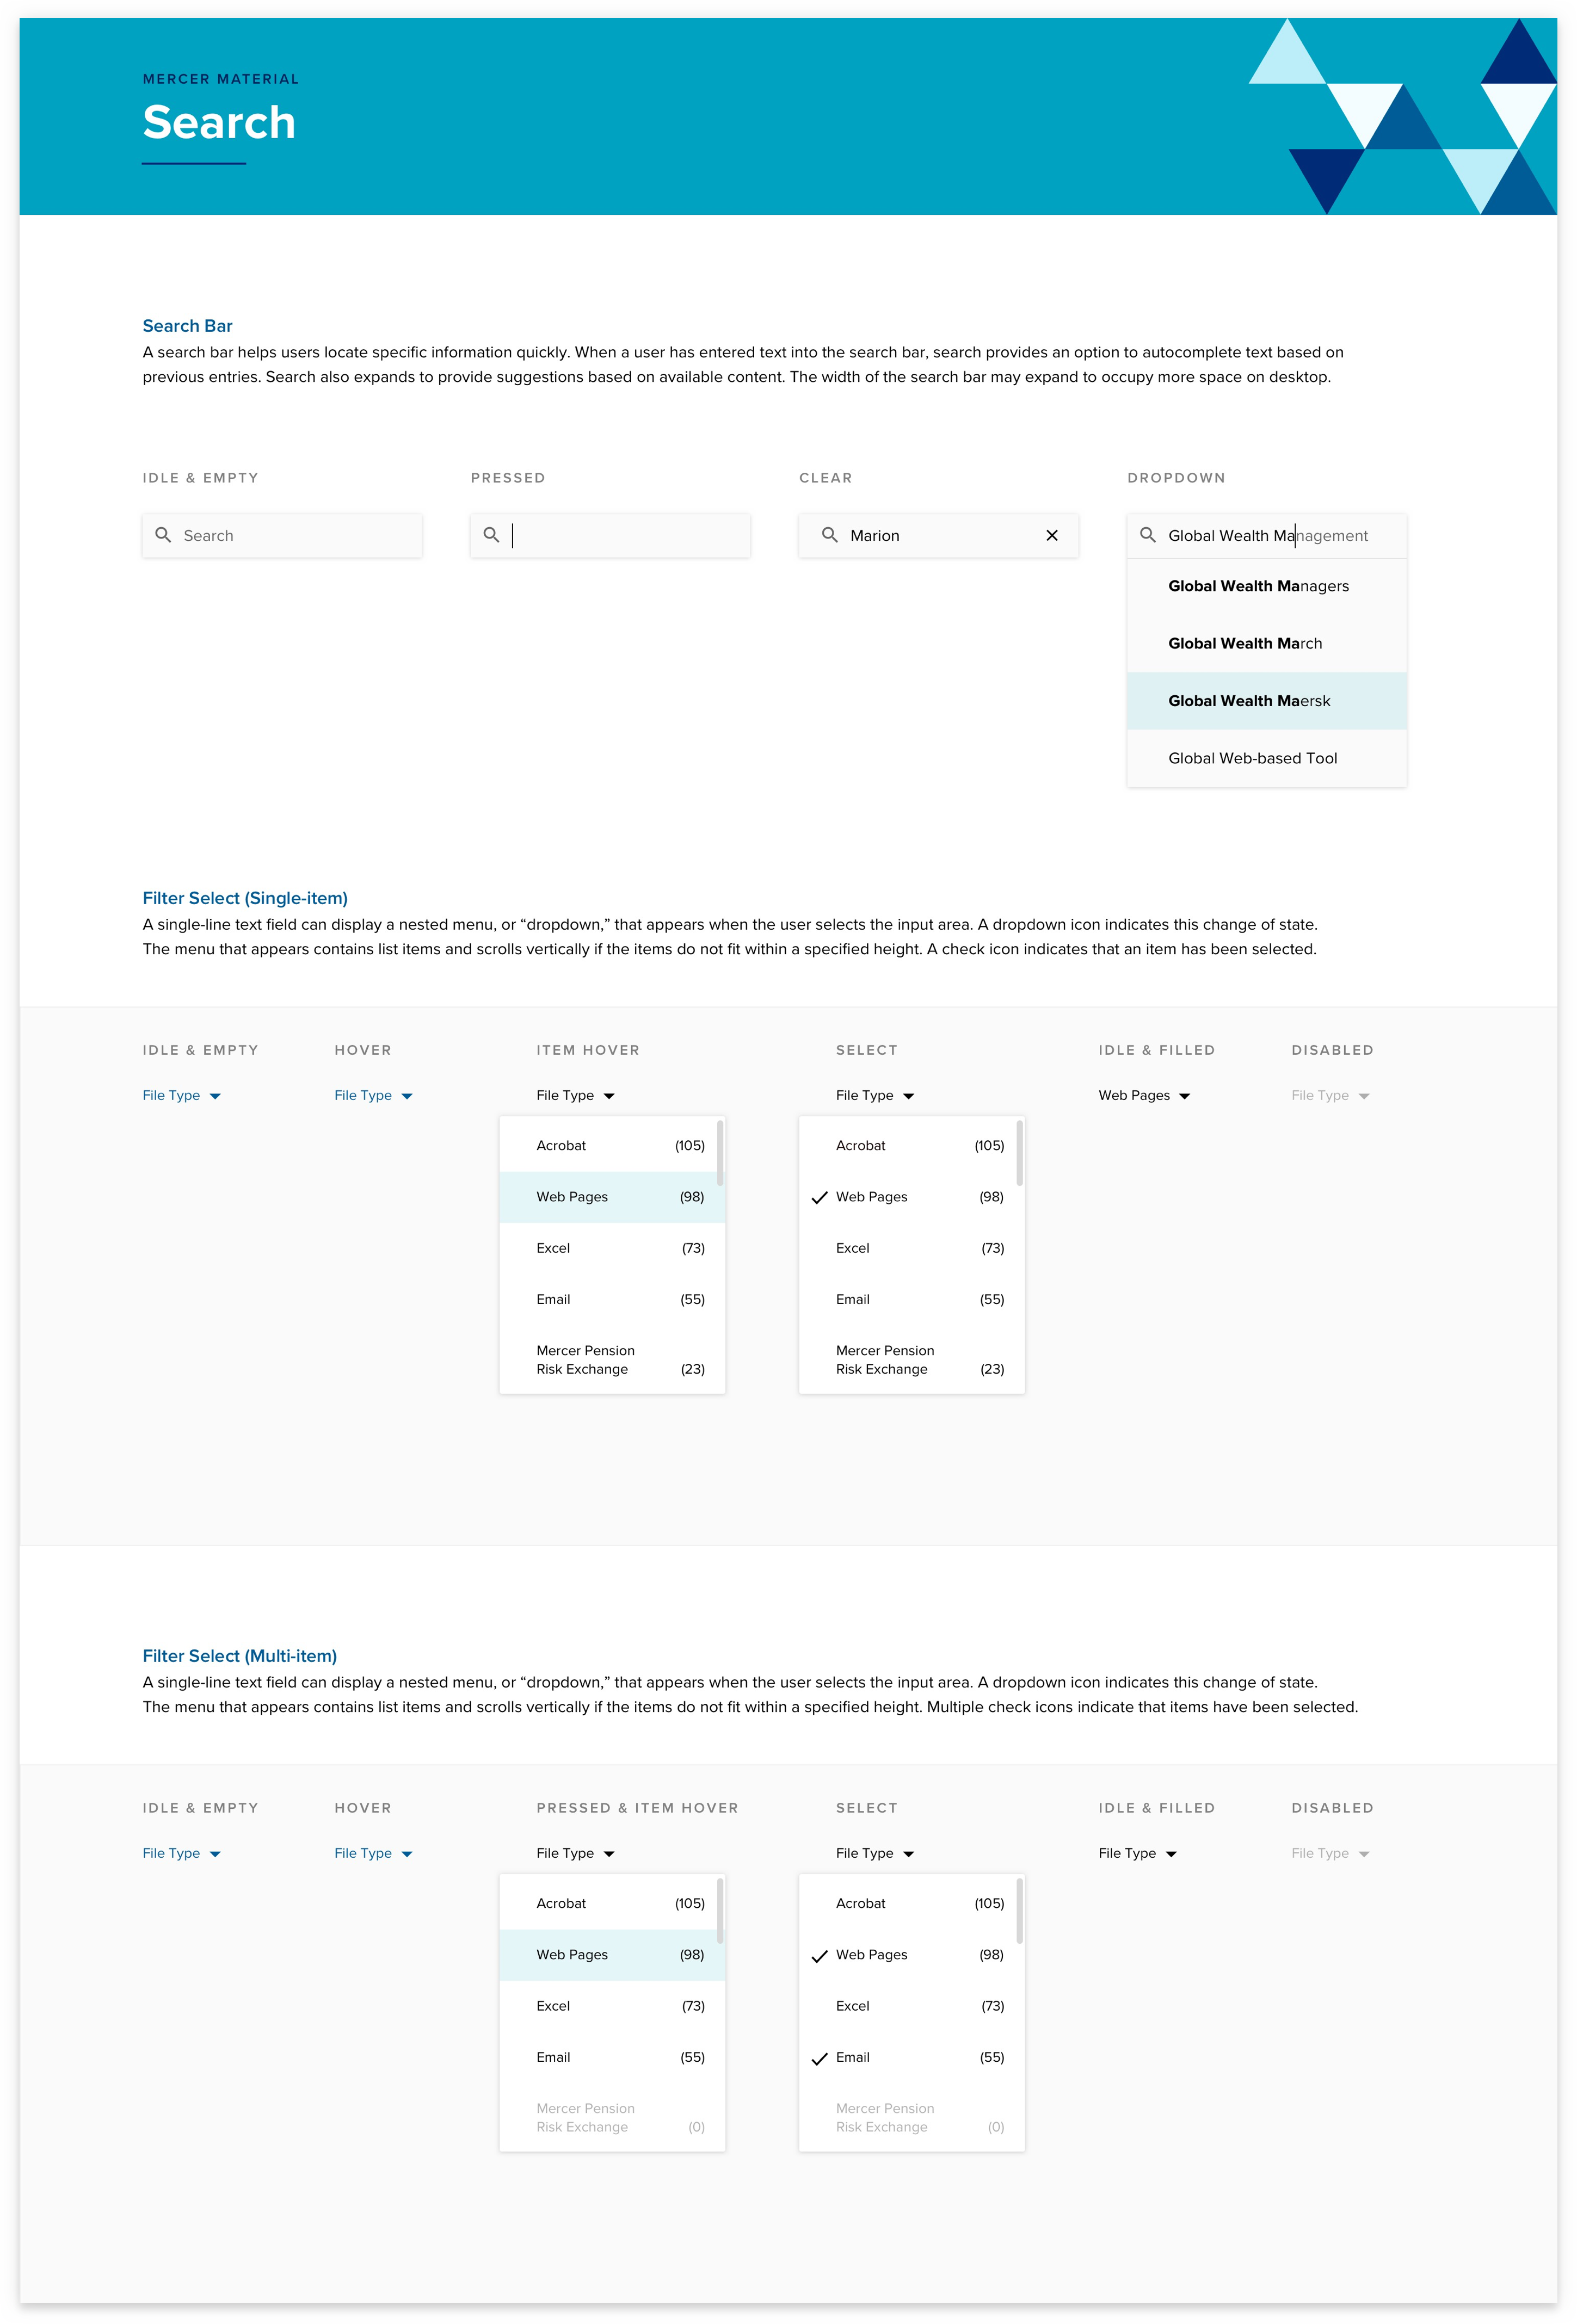 MERCER MATERIAL
Search
Search Bar
A search bar helps users locate specific information quickly. When a user has entered text into the search bar, search provides an option to autocomplete text based on
previous entries. Search also expands to provide suggestions based on available content. The width of the search bar may expand to occupy more space on desktop.
IDLE & EMPTY
PRESSED
CLEAR
DROPDOWN
Search
Marion
Global Wealth Management
Global Wealth Managers
Global Wealth March
Global Wealth Maersk
Global Web-based Tool
Filter Select (Single-item)
A single-line text field can display a nested menu, or “dropdown,” that appears when the user selects the input area. A dropdown icon indicates this change of state.
The menu that appears contains list items and scrolls vertically if the items do not fit within a specified height. A check icon indicates that an item has been selected.
IDLE & EMPTY
File Type
HOVER
File Type
ITEM HOVER
File Type
Acrobat (105)
Web Pages (98)
Excel (73)
Email (55)
Mercer Pension
Risk Exchange (23)
SELECT
File Type
Acrobat (105)
Web Pages (98)
Excel (73)
Email (55)
Mercer Pension
Risk Exchange (23)
IDLE & FILLED
Web Pages
DISABLED
File Type
Filter Select (Multi-item)
A single-line text field can display a nested menu, or “dropdown,” that appears when the user selects the input area. A dropdown icon indicates this change of state.
The menu that appears contains list items and scrolls vertically if the items do not fit within a specified height. Multiple check icons indicate that items have been selected.
IDLE & EMPTY
File Type
HOVER
File Type
PRESSED & ITEM HOVER
File Type
Acrobat (105)
Web Pages (98)
Excel (73)
Email (55)
Mercer Pension
Risk Exchange (0)
SELECT
File Type
Acrobat (105)
Web Pages (98)
Excel (73)
Email (55)
Mercer Pension
Risk Exchange (0)
IDLE & FILLED
File Type
DISABLED
File Type